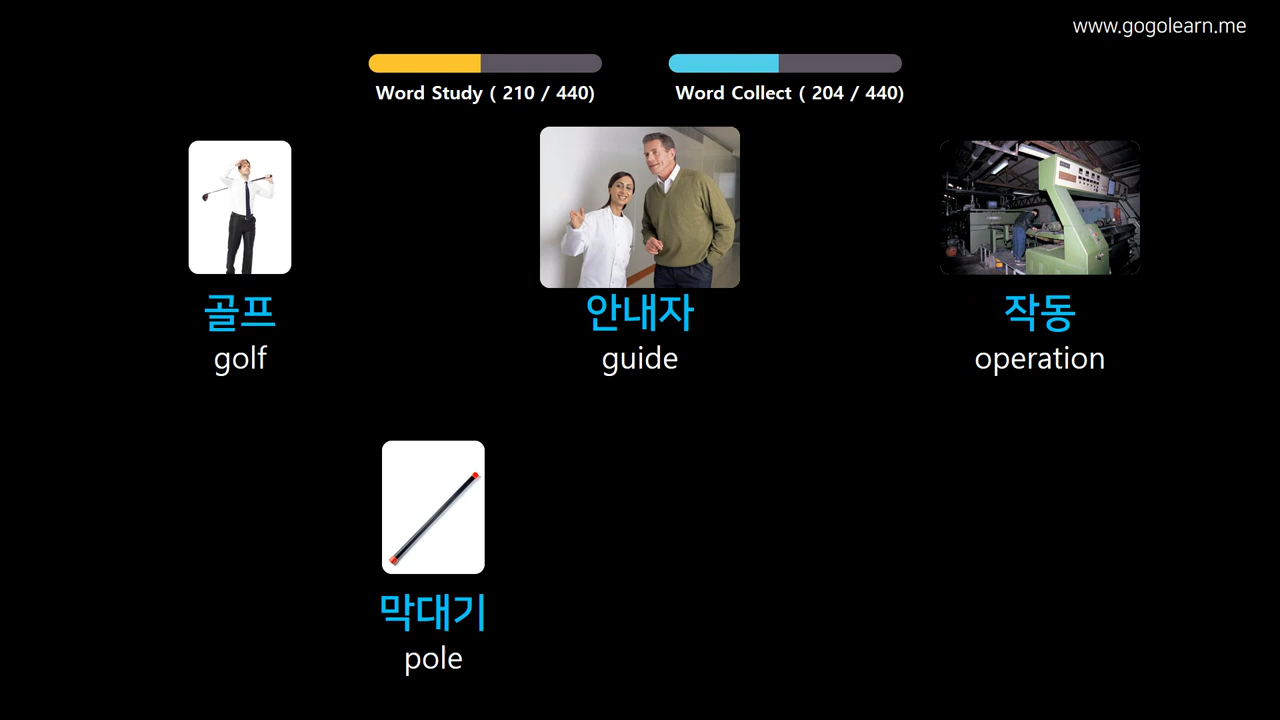 www.gogolearn.me
Word Study ( 210 / 440)
Word Collect ( 204 / 440)
골프
golf
안내자
guide
작동
operation
막대기
pole